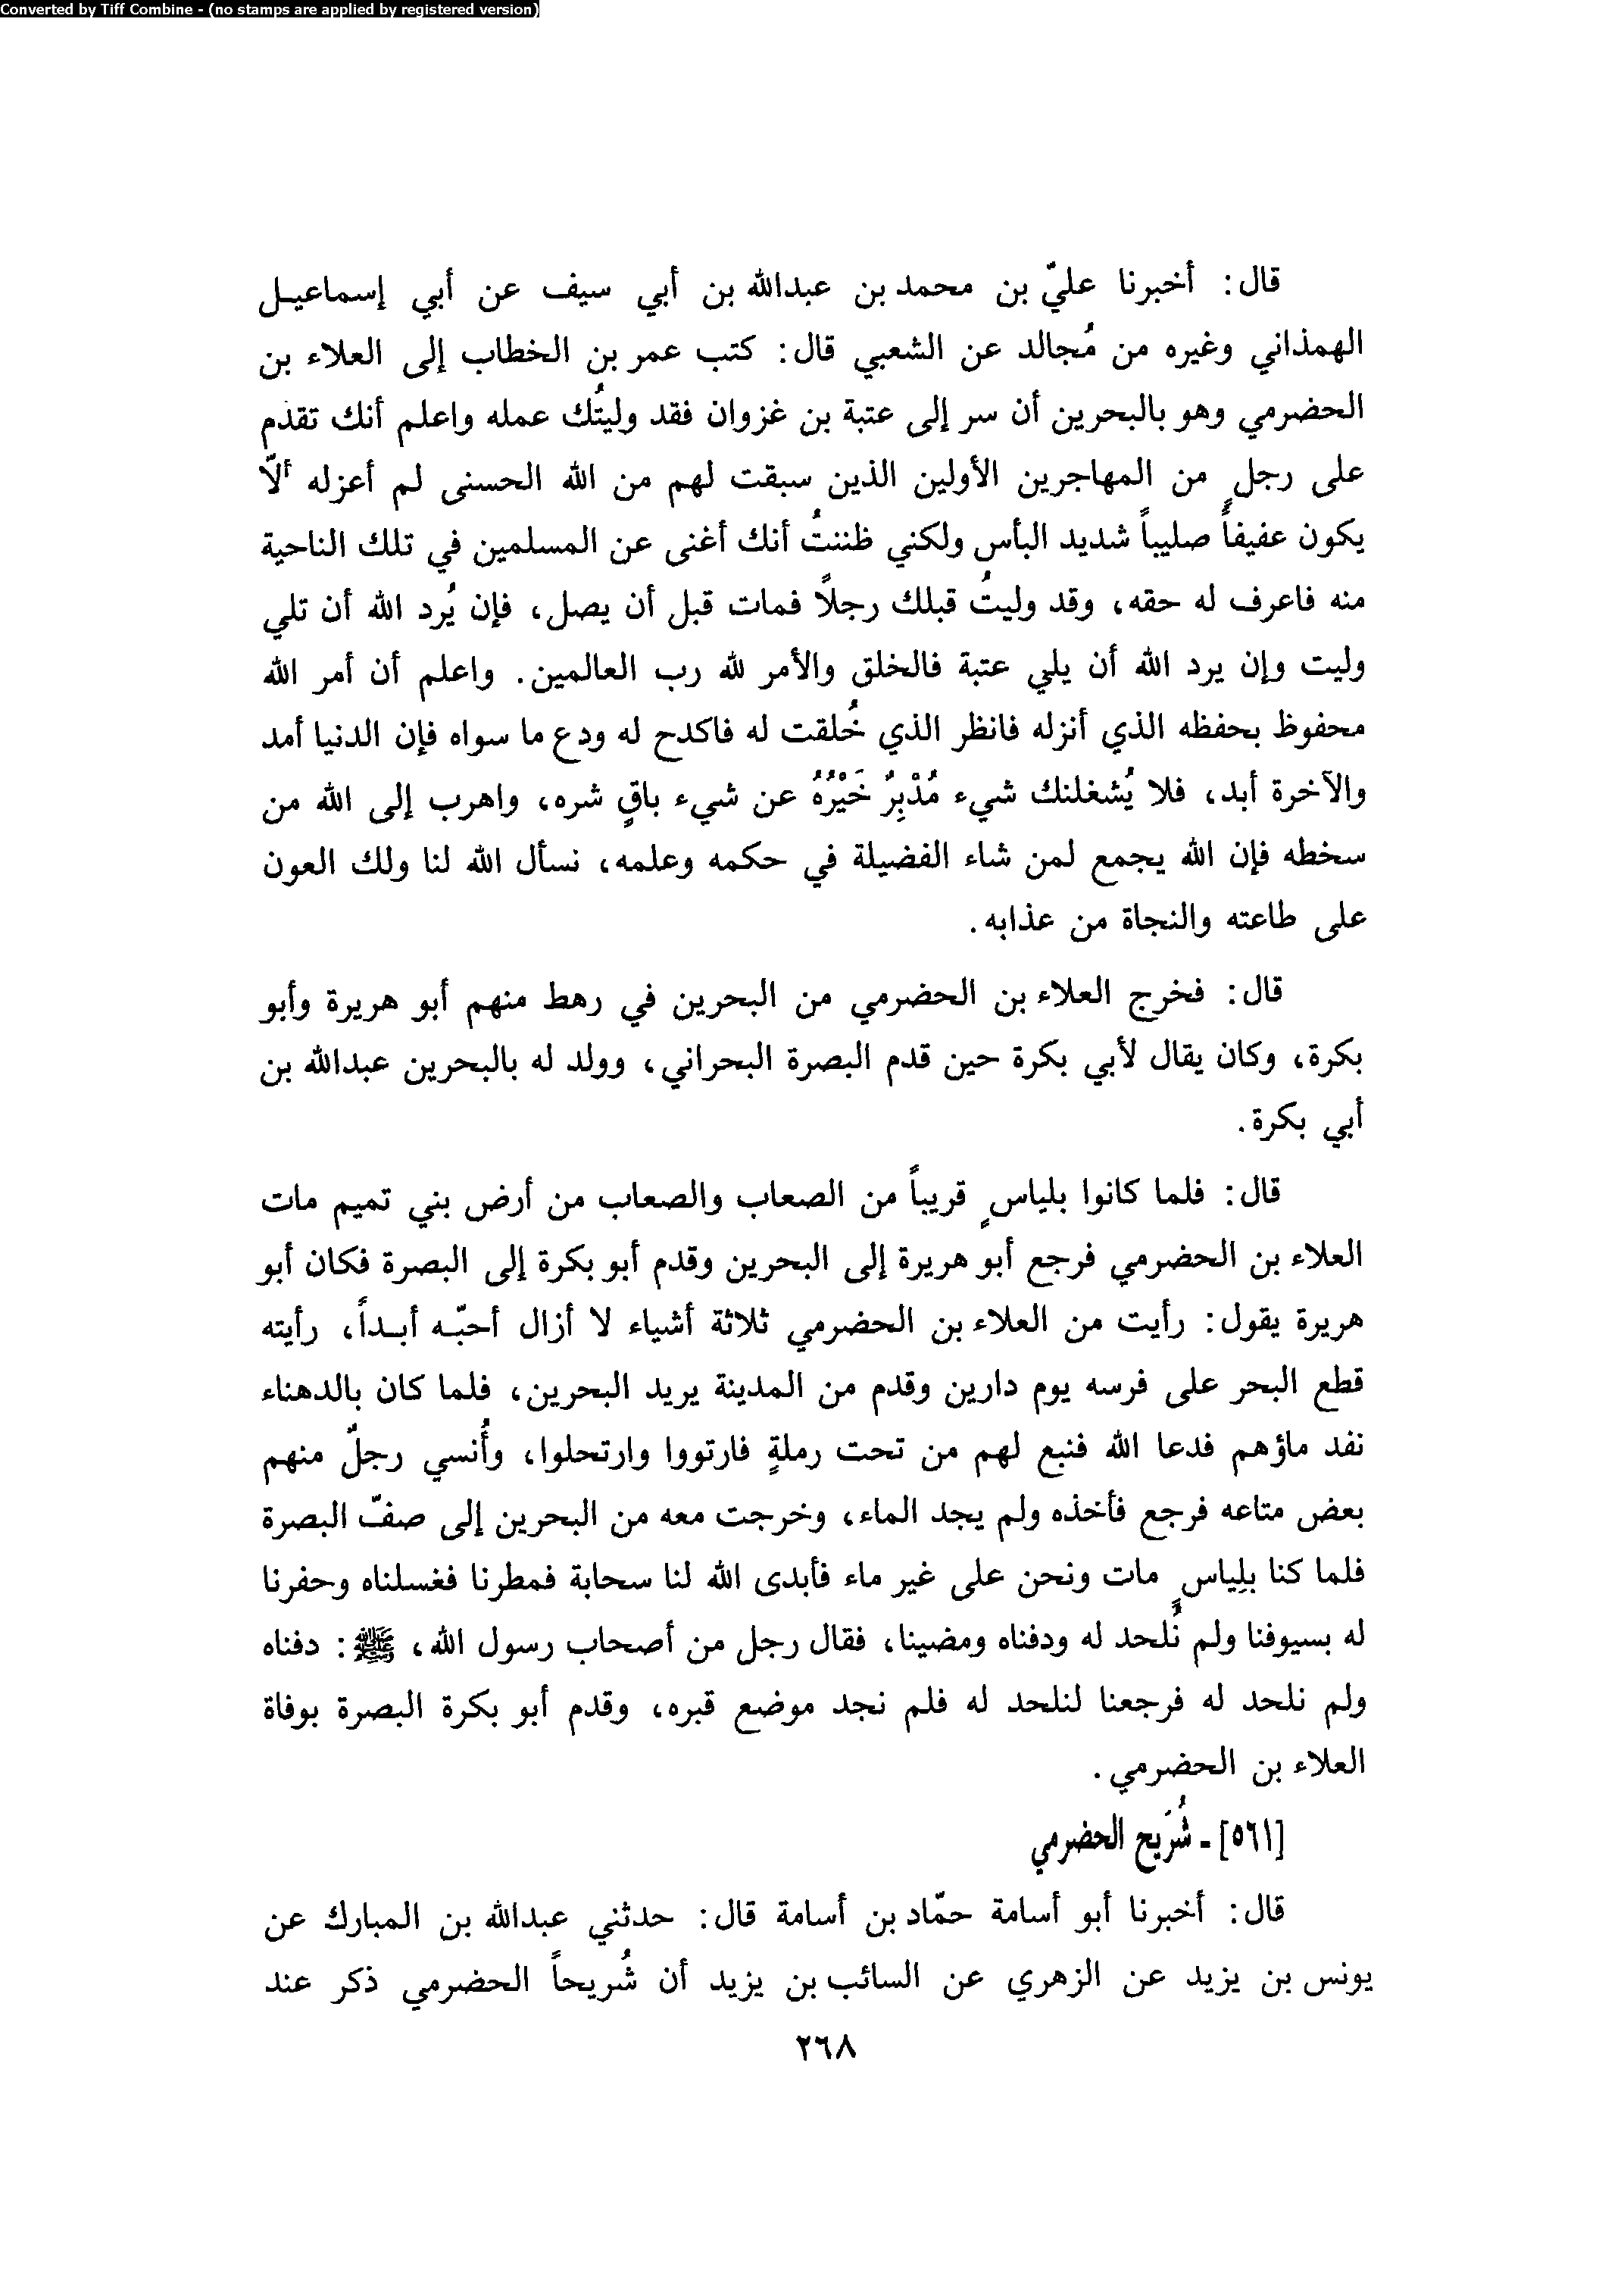 Converted by Tiff Combine - (no stamps are applied by registered version)
قال: أخبرنا عليّ بن محمد بن عبدالله بن أبي سيف عن أبي إسماعيـل
الهمذاني وغيره من مُجالد عن الشعبي قال: كتب عمر بن الخطاب إلى العلاء بن
الحضرمي وهو بالبحرين أن سر إلى عتبة بن غزوان فقد وليتُك عمله واعلم أنك تقدَم
على رجلٍ من المهاجرين الأولين الذين سبقت لهم من الله الحسنى لم أعزله ألّا
يكون عفيفاً صليباً شديد البأس ولكني ظننتُ أنك أغنى عن المسلمين في تلك الناحية
منه فاعرف له حقه، وقد وليتُ قبلك رجلاً فمات قبل أن يصل، فإن يُرد الله أن تلي
وليت وإن يرد الله أن يلي عتبة فالخلق والأمر لله رب العالمين. واعلم أن أمر الله
محفوظ بحفظه الذي أنزله فانظر الذي خُلقت له فاكدح له ودع ما سواه فإن الدنيا أمد
والآخرة أبد، فلا يُشغلنك شيء مُدْبِرٌ خَيْرُهُ عن شيء باقٍ شره، واهرب إلى الله من
سخطه فإن الله يجمع لمن شاء الفضيلة في حكمه وعلمه، نسأل الله لنا ولك العون
على طاعته والنجاة من عذابه.
قال: فخرج العلاء بن الحضرمي من البحرين في رهط منهم أبو هريرة وأبو
بكرة، وكان يقال لأبي بكرة حين قدم البصرة البحراني، وولد له بالبحرين عبدالله بن
أبي بكرة.
قال: فلما كانوا بلياسٍ قريباً من الصعاب والصعاب من أرض بني تميم مات
العلاء بن الحضرمي فرجع أبو هريرة إلى البحرين وقدم أبو بكرة إلى البصرة فكان أبو
هريرة يقول: رأيت من العلاء بن الحضرمي ثلاثة أشياء لا أزال أحبّـه أبـداً، رأيته
قطع البحر على فرسه يوم دارين وقدم من المدينة يريد البحرين، فلما كان بالدهناء
نفد ماؤهم فدعا الله فنبع لهم من تحت رملةٍ فارتووا وارتحلوا، وأُنسي رجلٌ منهم
بعض متاعه فرجع فأخذه ولم يجد الماء، وخرجت معه من البحرين إلى صفّ البصرة
فلما كنا بلِياسٍ مات ونحن على غير ماء فأبدى الله لنا سحابة فمطرنا فغسلناه وحفرنا
له بسيوفنا ولم نُلحد له ودفناه ومضينا، فقال رجل من أصحاب رسول الله، ﷺ: دفناه
ولم نلحد له فرجعنا لنلحد له فلم نجد موضع قبره، وقدم أبو بكرة البصرة بوفاة
العلاء بن الحضرمي.
[٥٦١] - شُرَيح الحضرمي
قال: أخبرنا أبو أسامة حمّاد بن أسامة قال: حدثني عبدالله بن المبارك عن
يونس بن يزيد عن الزهري عن السائب بن يزيد أن شُريحاً الحضرمي ذكر عند
٢٦٨